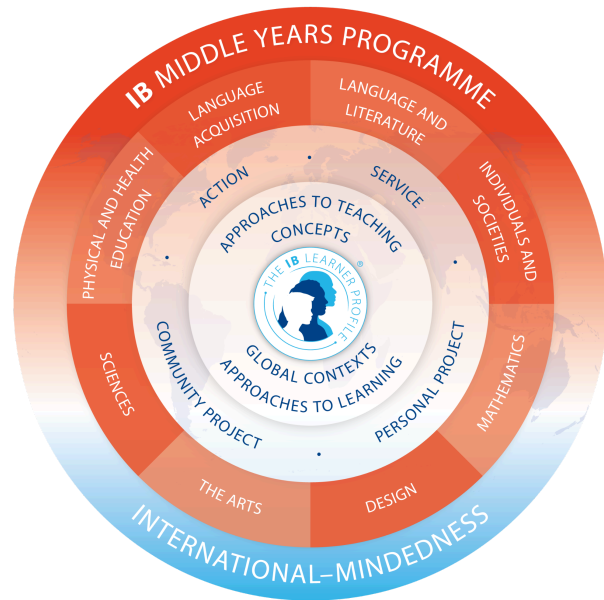 IB MIDDLE YEARS PROGRAMME
LANGUAGE
ACQUISITION
LANGUAGE AND
LITERATURE
PHYSICAL AND HEALTH
EDUCATION
INDIVIDUALS AND
SOCIETIES
SCIENCES
MATHEMATICS
THE ARTS
DESIGN
ACTION
SERVICE
COMMUNITY PROJECT
PERSONAL PROJECT
APPROACHES TO TEACHING
CONCEPTS
THE IB LEARNER PROFILE ®
GLOBAL CONTEXTS
APPROACHES TO LEARNING
INTERNATIONAL–MINDEDNESS